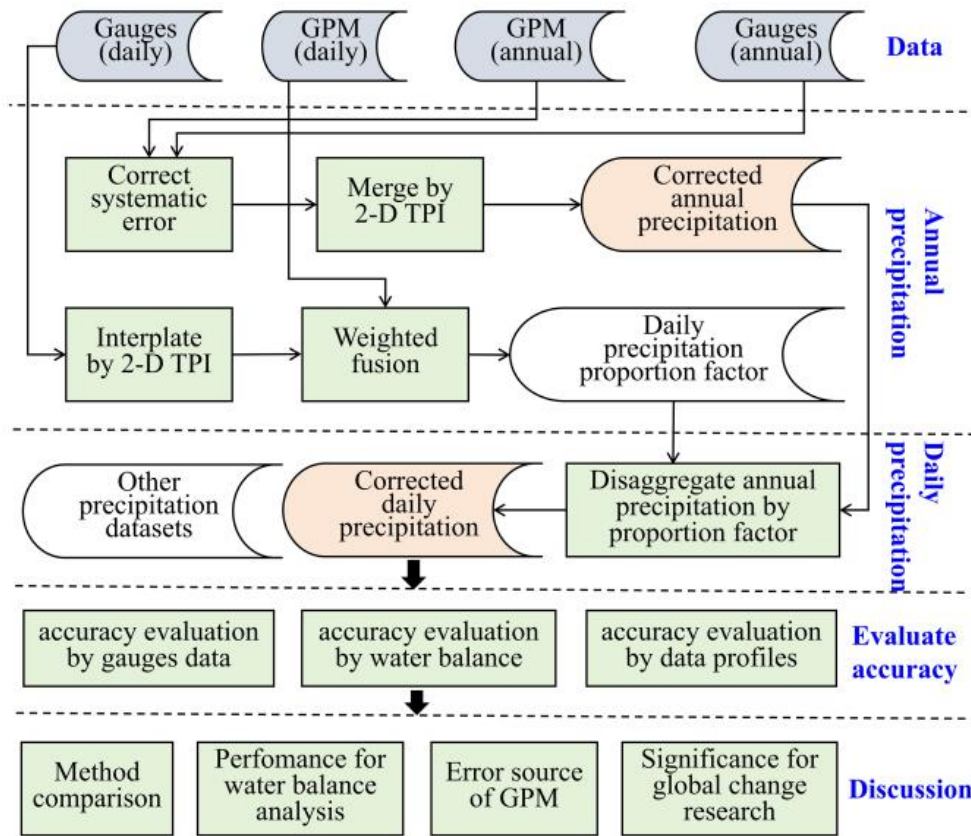 Gauges
(daily)
GPM
(daily)
GPM
(annual)
Gauges
(annual)
Data
Correct
systematic
error
Merge by
2-D TPI
Corrected
annual
precipitation
Annual
precipitation
Interplate
by 2-D TPI
Weighted
fusion
Daily
precipitation
proportion factor
Other
precipitation
datasets
Corrected
daily
precipitation
Disaggregate annual
precipitation by
proportion factor
Daily
precipitation
accuracy evaluation
by gauges data
accuracy evaluation
by water balance
accuracy evaluation
by data profiles
Evaluate
accuracy
Method
comparison
Perfomance for
water balance
analysis
Error source
of GPM
Significance for
global change
research
Discussion